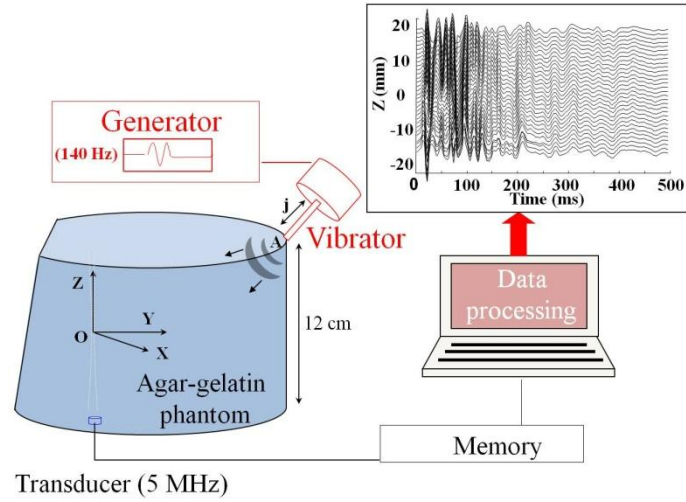 Generator
(140 Hz)
j
Vibrator
A
Z
Y
O
X
12 cm
Agar-gelatin
phantom
Transducer (5 MHz)
Z (mm)
20
10
0
-10
-20
0 100 200 300 400 500
Time (ms)
Data
processing
Memory